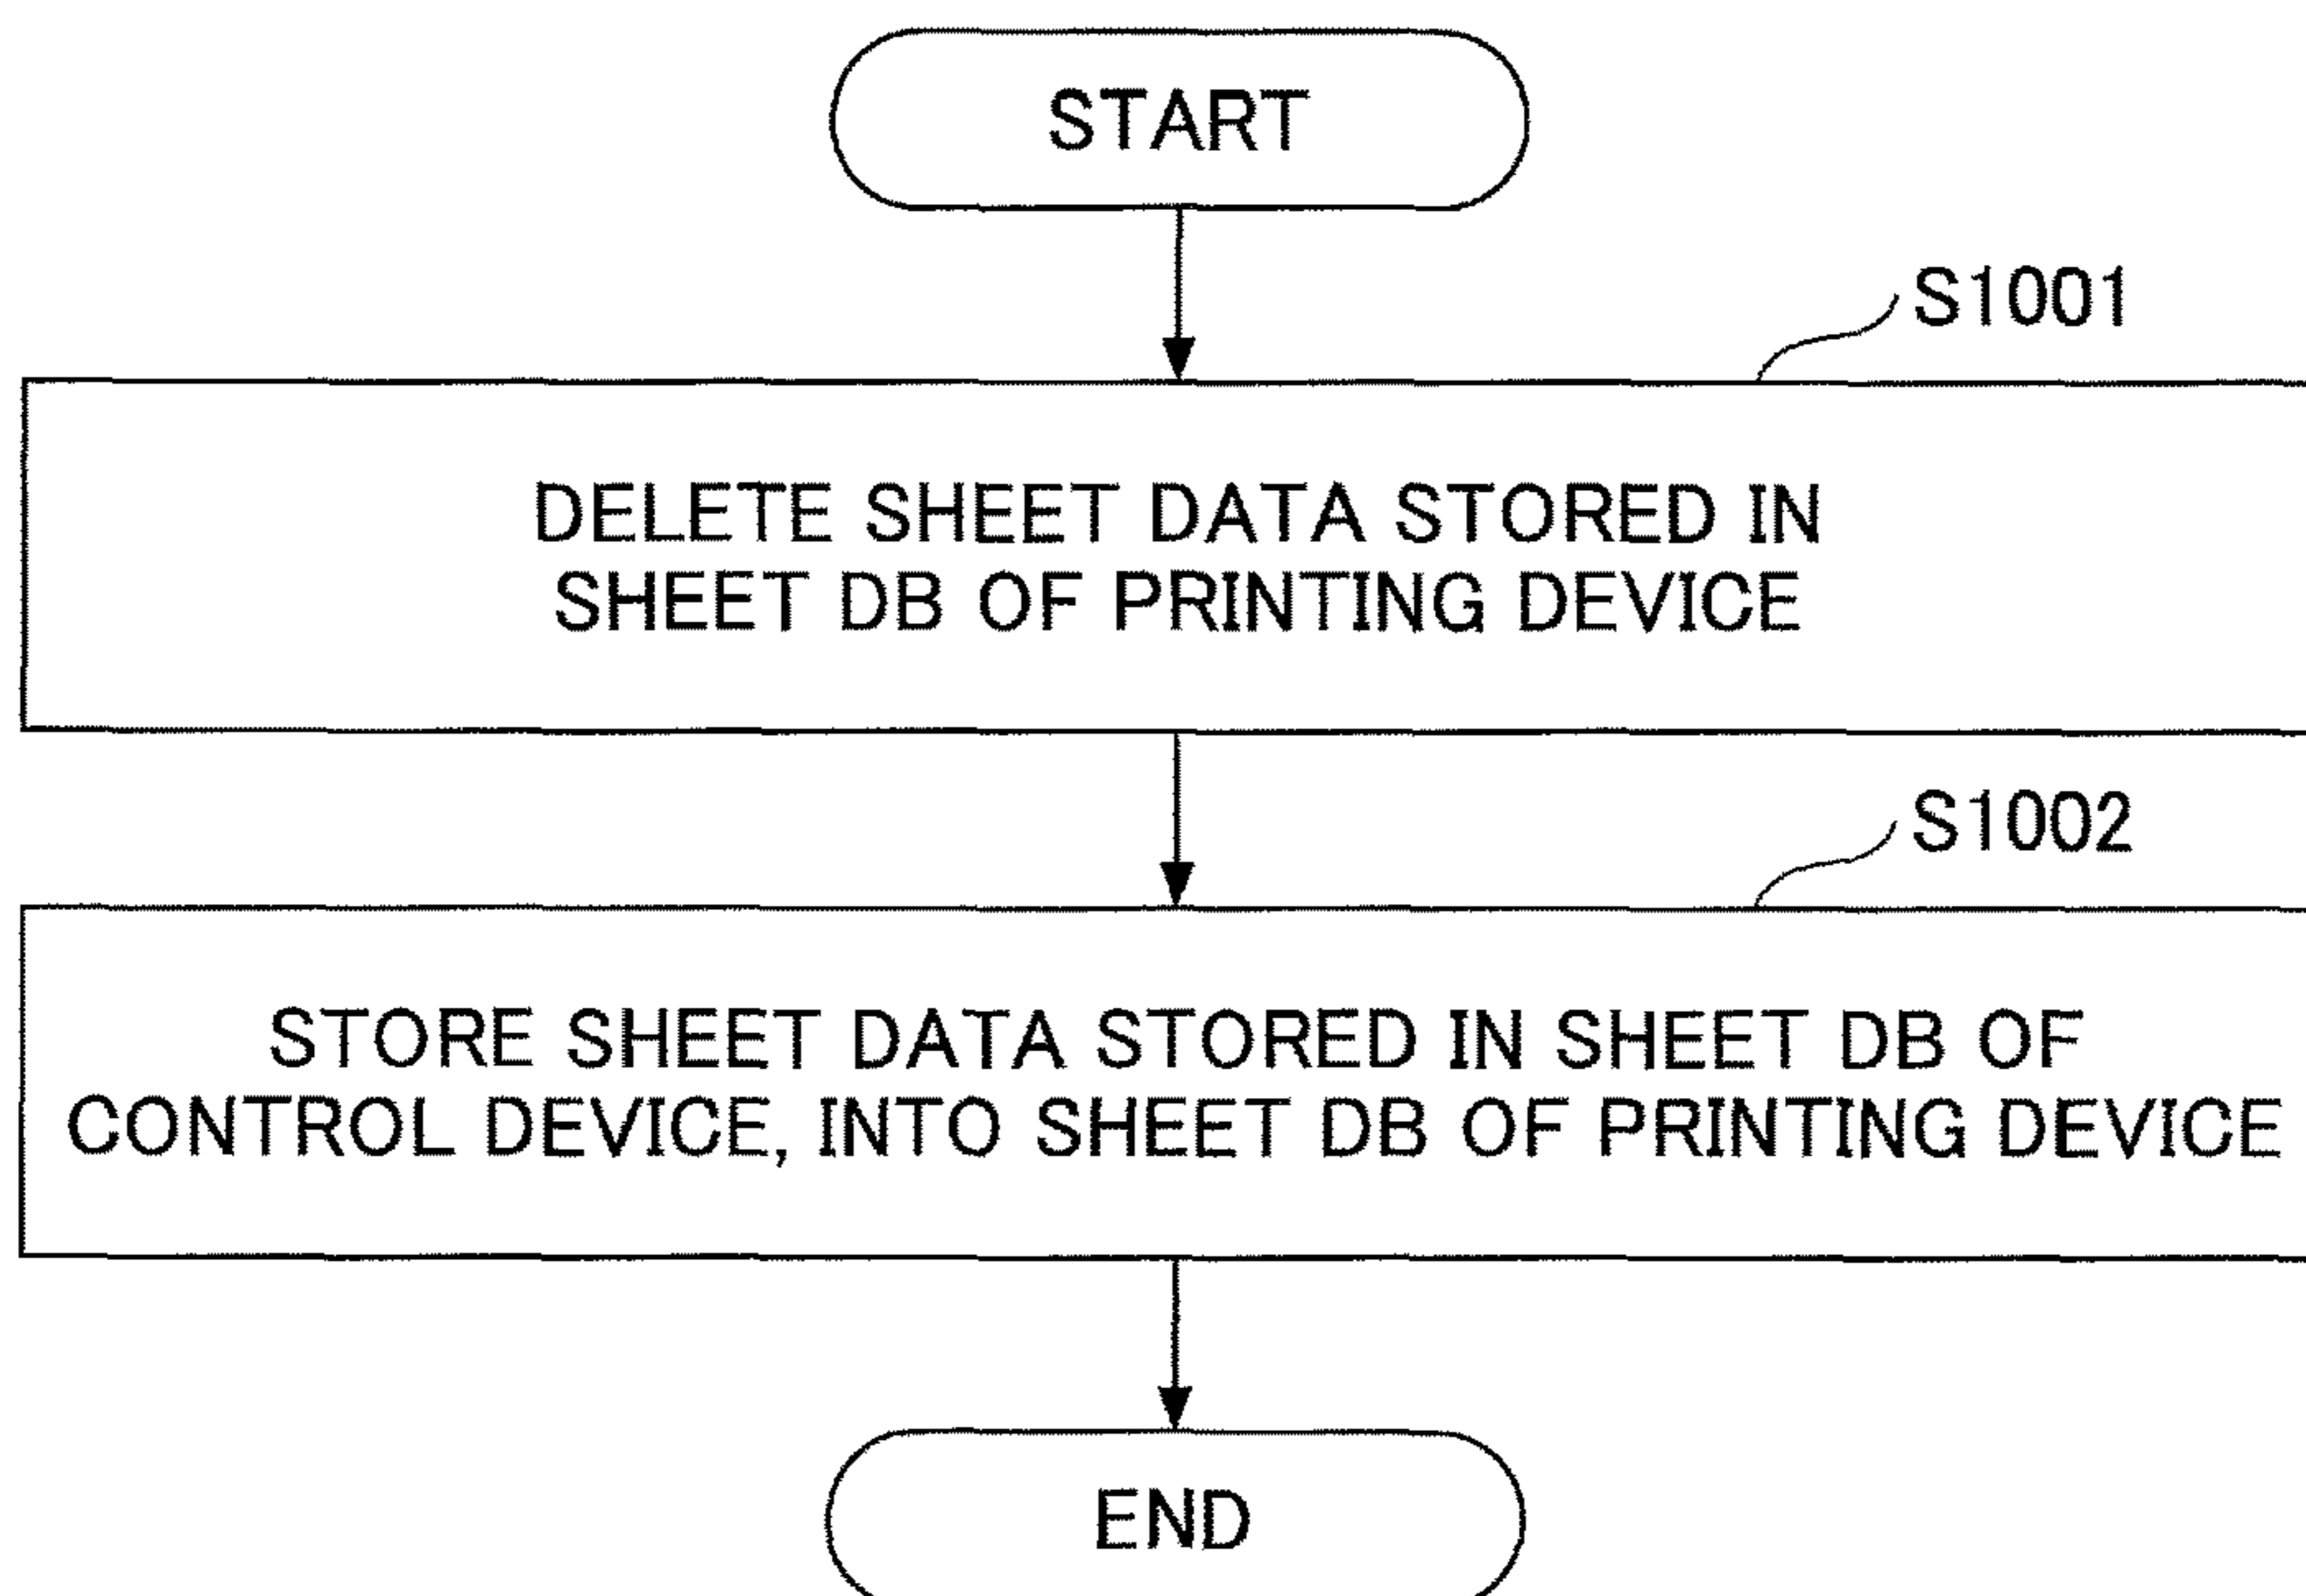 START
S1001
DELETE SHEET DATA STORED IN
SHEET DB OF PRINTING DEVICE
S1002
STORE SHEET DATA STORED IN SHEET DB OF
CONTROL DEVICE, INTO SHEET DB OF PRINTING DEVICE
END